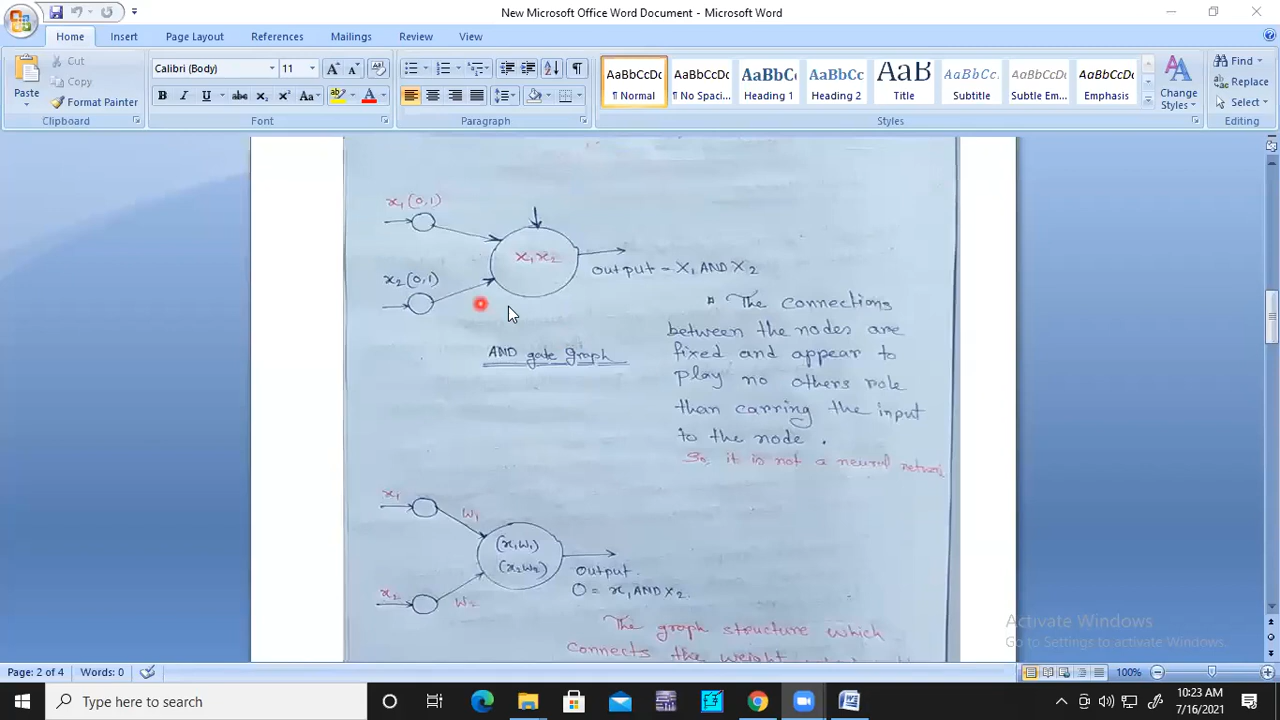 New Microsoft Office Word Document - Microsoft Word
Home Insert Page Layout References Mailings Review View
Paste
Cut
Copy
Format Painter
Clipboard
Calibri (Body) 11
B I U abc x₂ x² Aa ab A
Font
Paragraph
AaBbCcDc AaBbCcDc AaBbC AaBbCc AaB AaBbCc. AaBbCcDc AaBbCcDc
¶ Normal ¶ No Spaci... Heading 1 Heading 2 Title Subtitle Subtle Em... Emphasis
Change
Styles
Styles
Find
Replace
Select
Editing
x₁(0,1)
x₁x₂
x₂(0,1)
output = X₁ AND X₂
AND gate Graph
The connections
between the nodes are
fixed and appear to
play no others role
than carring the input
to the node .
So, it is not a neural network
x₁
w₁
(x₁w₁)
(x₂w₂)
output.
O = x₁ AND X₂.
x₂
w₂
The graph structure which
connects the weight
Activate Windows
Go to Settings to activate Windows.
Page: 2 of 4 Words: 0
100%
Type here to search
10:23 AM
7/16/2021